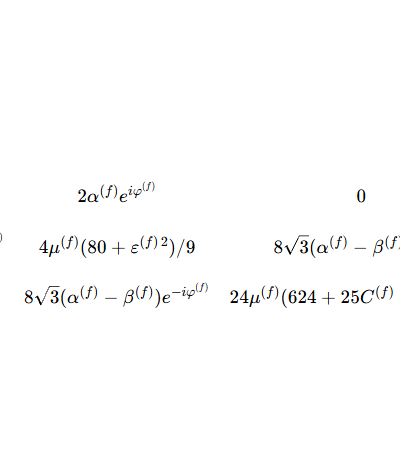 2α^{(f)}e^{iφ^{(f)}} 0
) 4μ^{(f)}(80 + ε^{(f) 2})/9 8√3(α^{(f)} − β^{(f)
8√3(α^{(f)} − β^{(f)})e^{−iφ^{(f)}} 24μ^{(f)}(624 + 25C^{(f)}